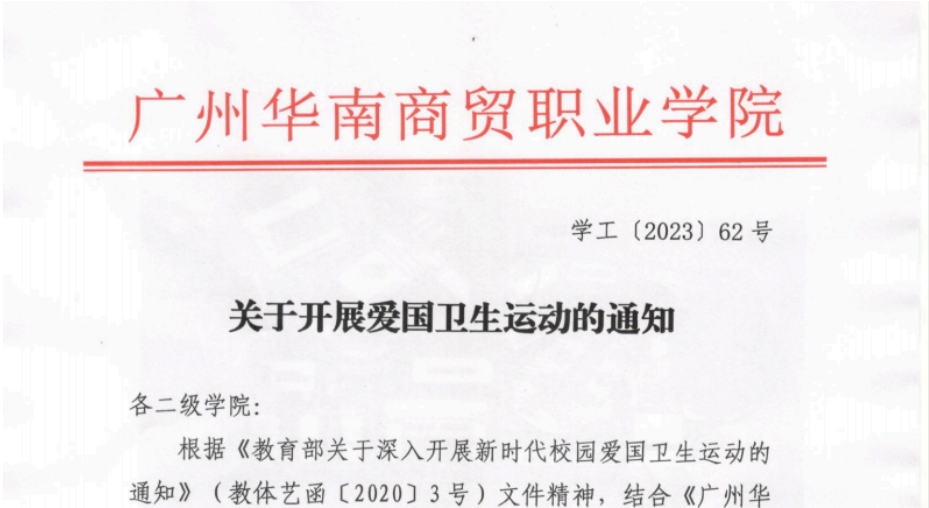 广州华南商贸职业学院
学工〔2023〕62 号
关于开展爱国卫生运动的通知
各二级学院：
根据《教育部关于深入开展新时代校园爱国卫生运动的
通知》（教体艺函〔2020〕3 号）文件精神，结合《广州华